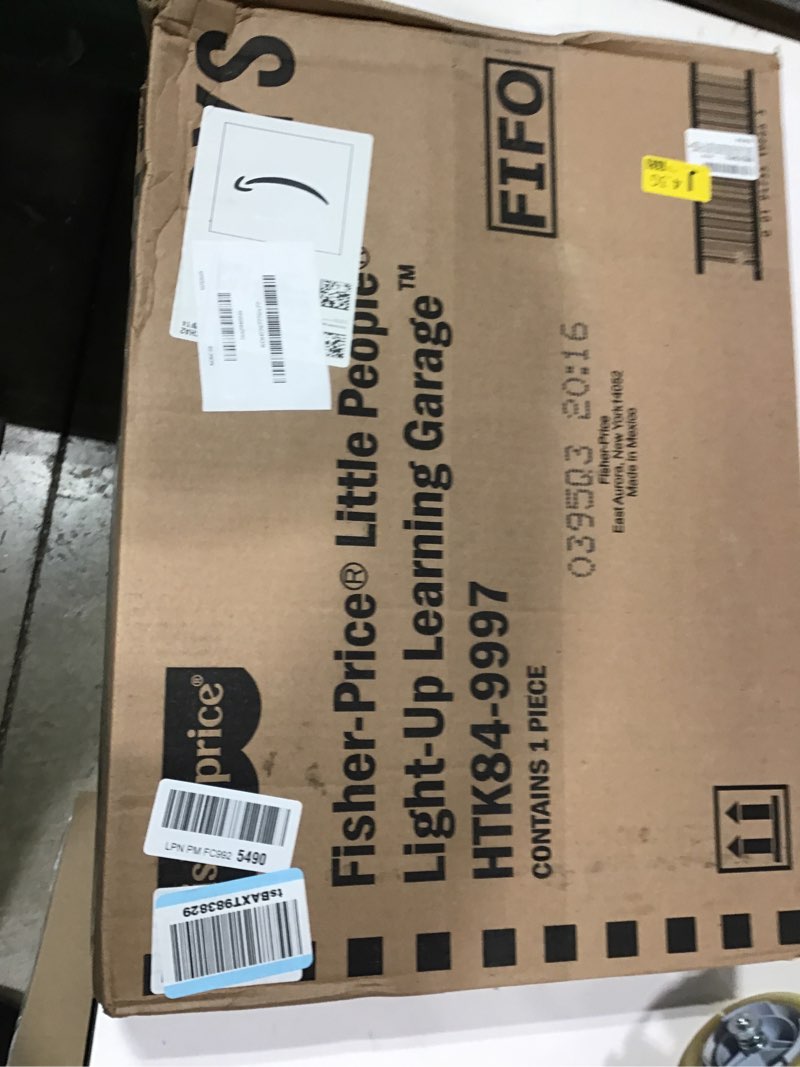 YS
FIFO
price®
Fisher-Price® Little People®
Light-Up Learning Garage™
HTK84-9997
CONTAINS 1 PIECE
039503 20:16
Fisher-Price
East Aurora, New York 14052
Made in Mexico
LPN PM FC992 5490
tsBAXT983829